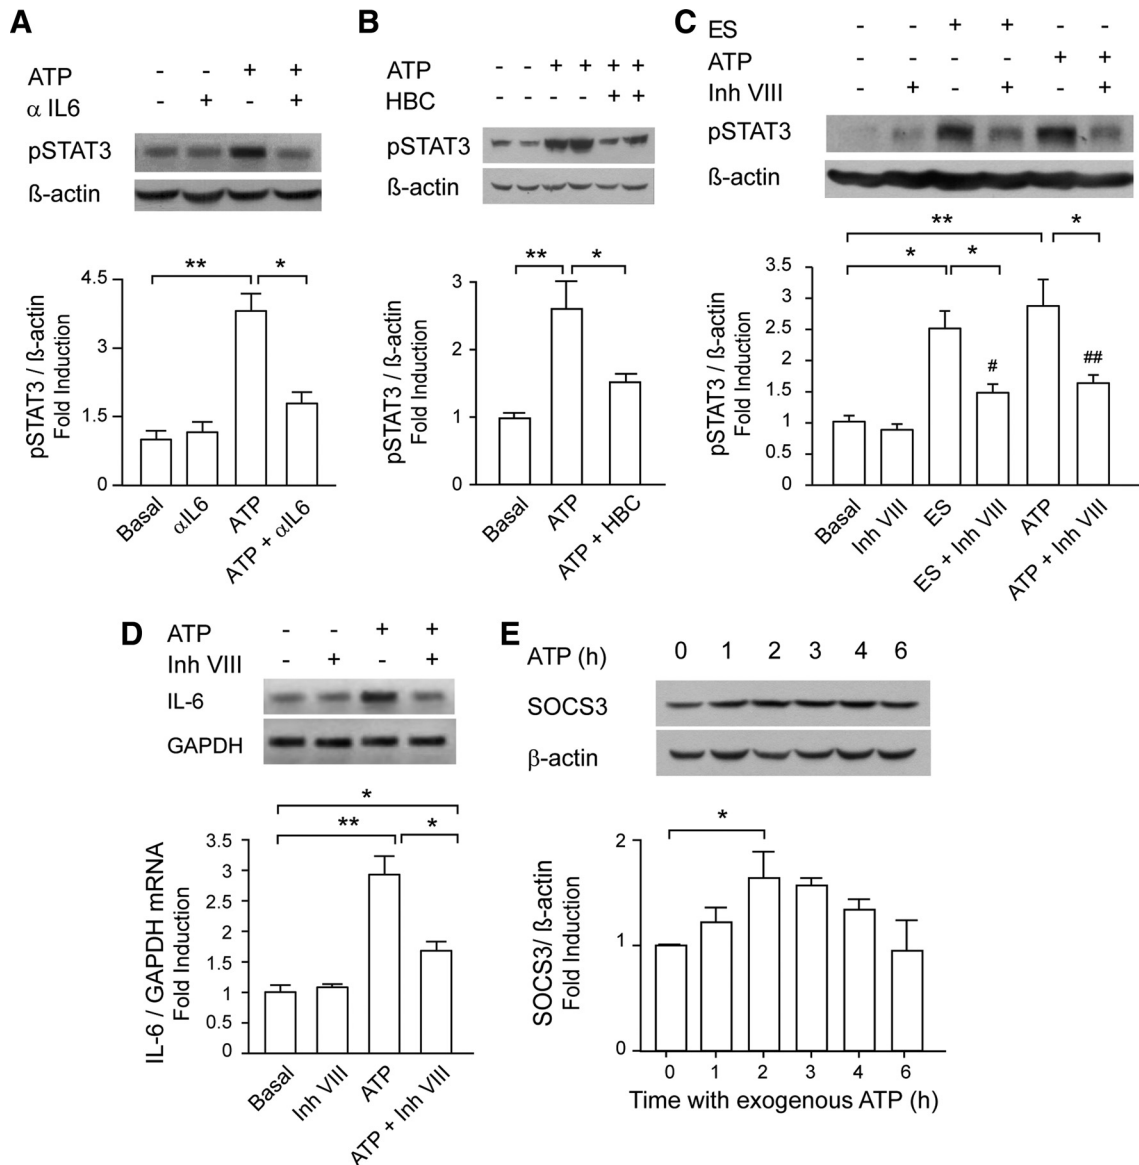 A
ATP - - + +
α IL6 - + - +
pSTAT3
ß-actin
** *
pSTAT3 / ß-actin
Fold Induction
4.5
3
1.5
0
Basal
αIL6
ATP
ATP + αIL6
B
ATP - - + + + +
HBC - - - - + +
pSTAT3
ß-actin
** *
pSTAT3 / ß-actin
Fold Induction
3
2
1
0
Basal
ATP
ATP + HBC
C
ES - - + + - -
ATP - - - - + +
Inh VIII - + - + - +
pSTAT3
ß-actin
** *
* *
# ##
pSTAT3 / ß-actin
Fold Induction
3.5
3
2.5
2
1.5
1
0.5
0
Basal
Inh VIII
ES
ES + Inh VIII
ATP
ATP + Inh VIII
D
ATP - - + +
Inh VIII - + - +
IL-6
GAPDH
*
** *
IL-6 / GAPDH mRNA
Fold Induction
3.5
3
2.5
2
1.5
1
0.5
0
Basal
Inh VIII
ATP
ATP + Inh VIII
E
ATP (h) 0 1 2 3 4 6
SOCS3
β-actin
*
SOCS3/ ß-actin
Fold Induction
2
1
0
0 1 2 3 4 6
Time with exogenous ATP (h)